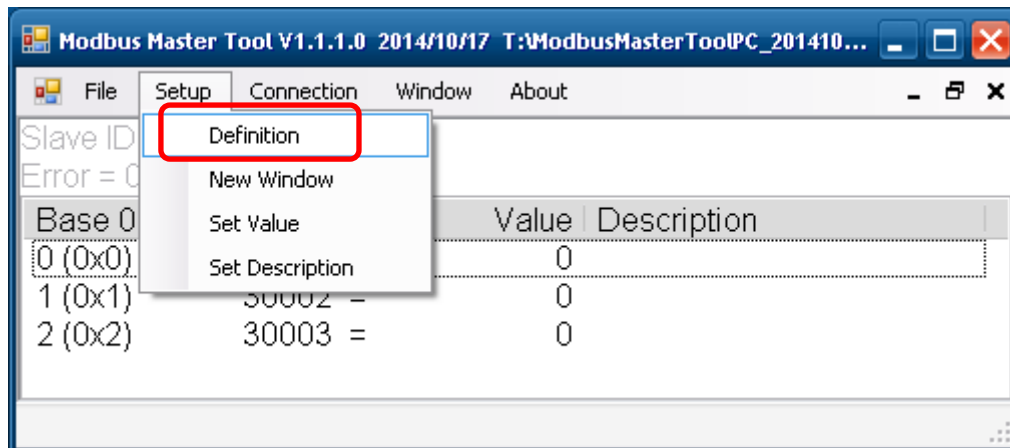 Modbus Master Tool V1.1.1.0 2014/10/17 T:\ModbusMasterToolPC_201410...
File Setup Connection Window About
Definition
New Window
Set Value
Set Description
Slave ID
Error = 0
Base 0 Value Description
0 (0x0) 0
1 (0x1) 30002 = 0
2 (0x2) 30003 = 0